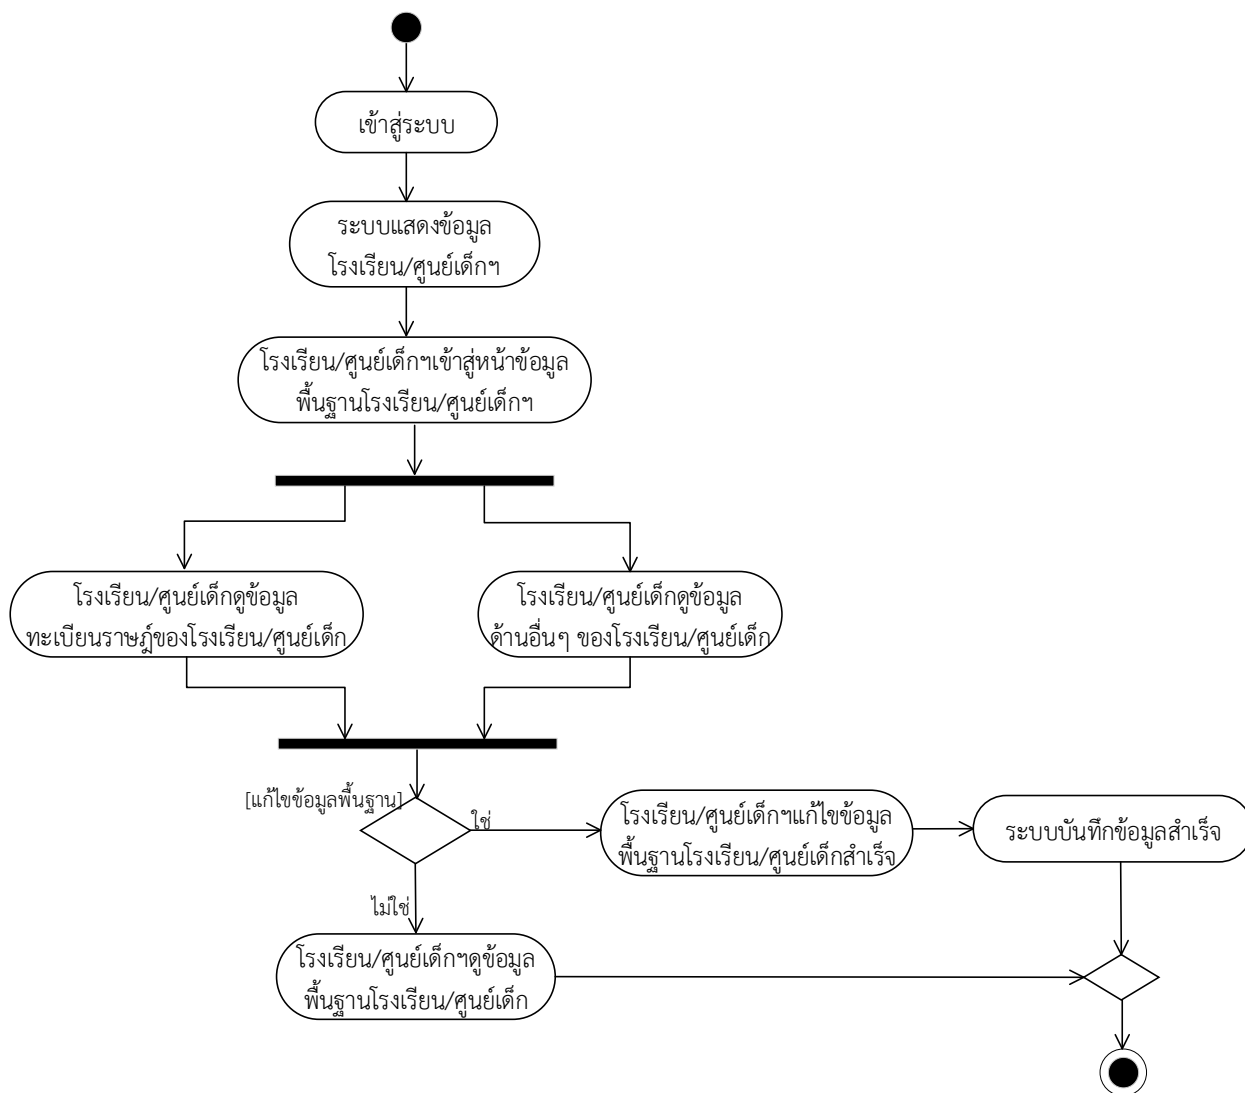 เข้าสู่ระบบ
ระบบแสดงข้อมูล
โรงเรียน/ศูนย์เด็กฯ
โรงเรียน/ศูนย์เด็กฯเข้าสู่หน้าข้อมูล
พื้นฐานโรงเรียน/ศูนย์เด็กฯ
โรงเรียน/ศูนย์เด็กดูข้อมูล
ทะเบียนราษฎ์ของโรงเรียน/ศูนย์เด็ก
โรงเรียน/ศูนย์เด็กดูข้อมูล
ด้านอื่นๆ ของโรงเรียน/ศูนย์เด็ก
[แก้ไขข้อมูลพื้นฐาน]
ใช่
โรงเรียน/ศูนย์เด็กฯแก้ไขข้อมูล
พื้นฐานโรงเรียน/ศูนย์เด็กสำเร็จ
ระบบบันทึกข้อมูลสำเร็จ
ไม่ใช่
โรงเรียน/ศูนย์เด็กฯดูข้อมูล
พื้นฐานโรงเรียน/ศูนย์เด็ก